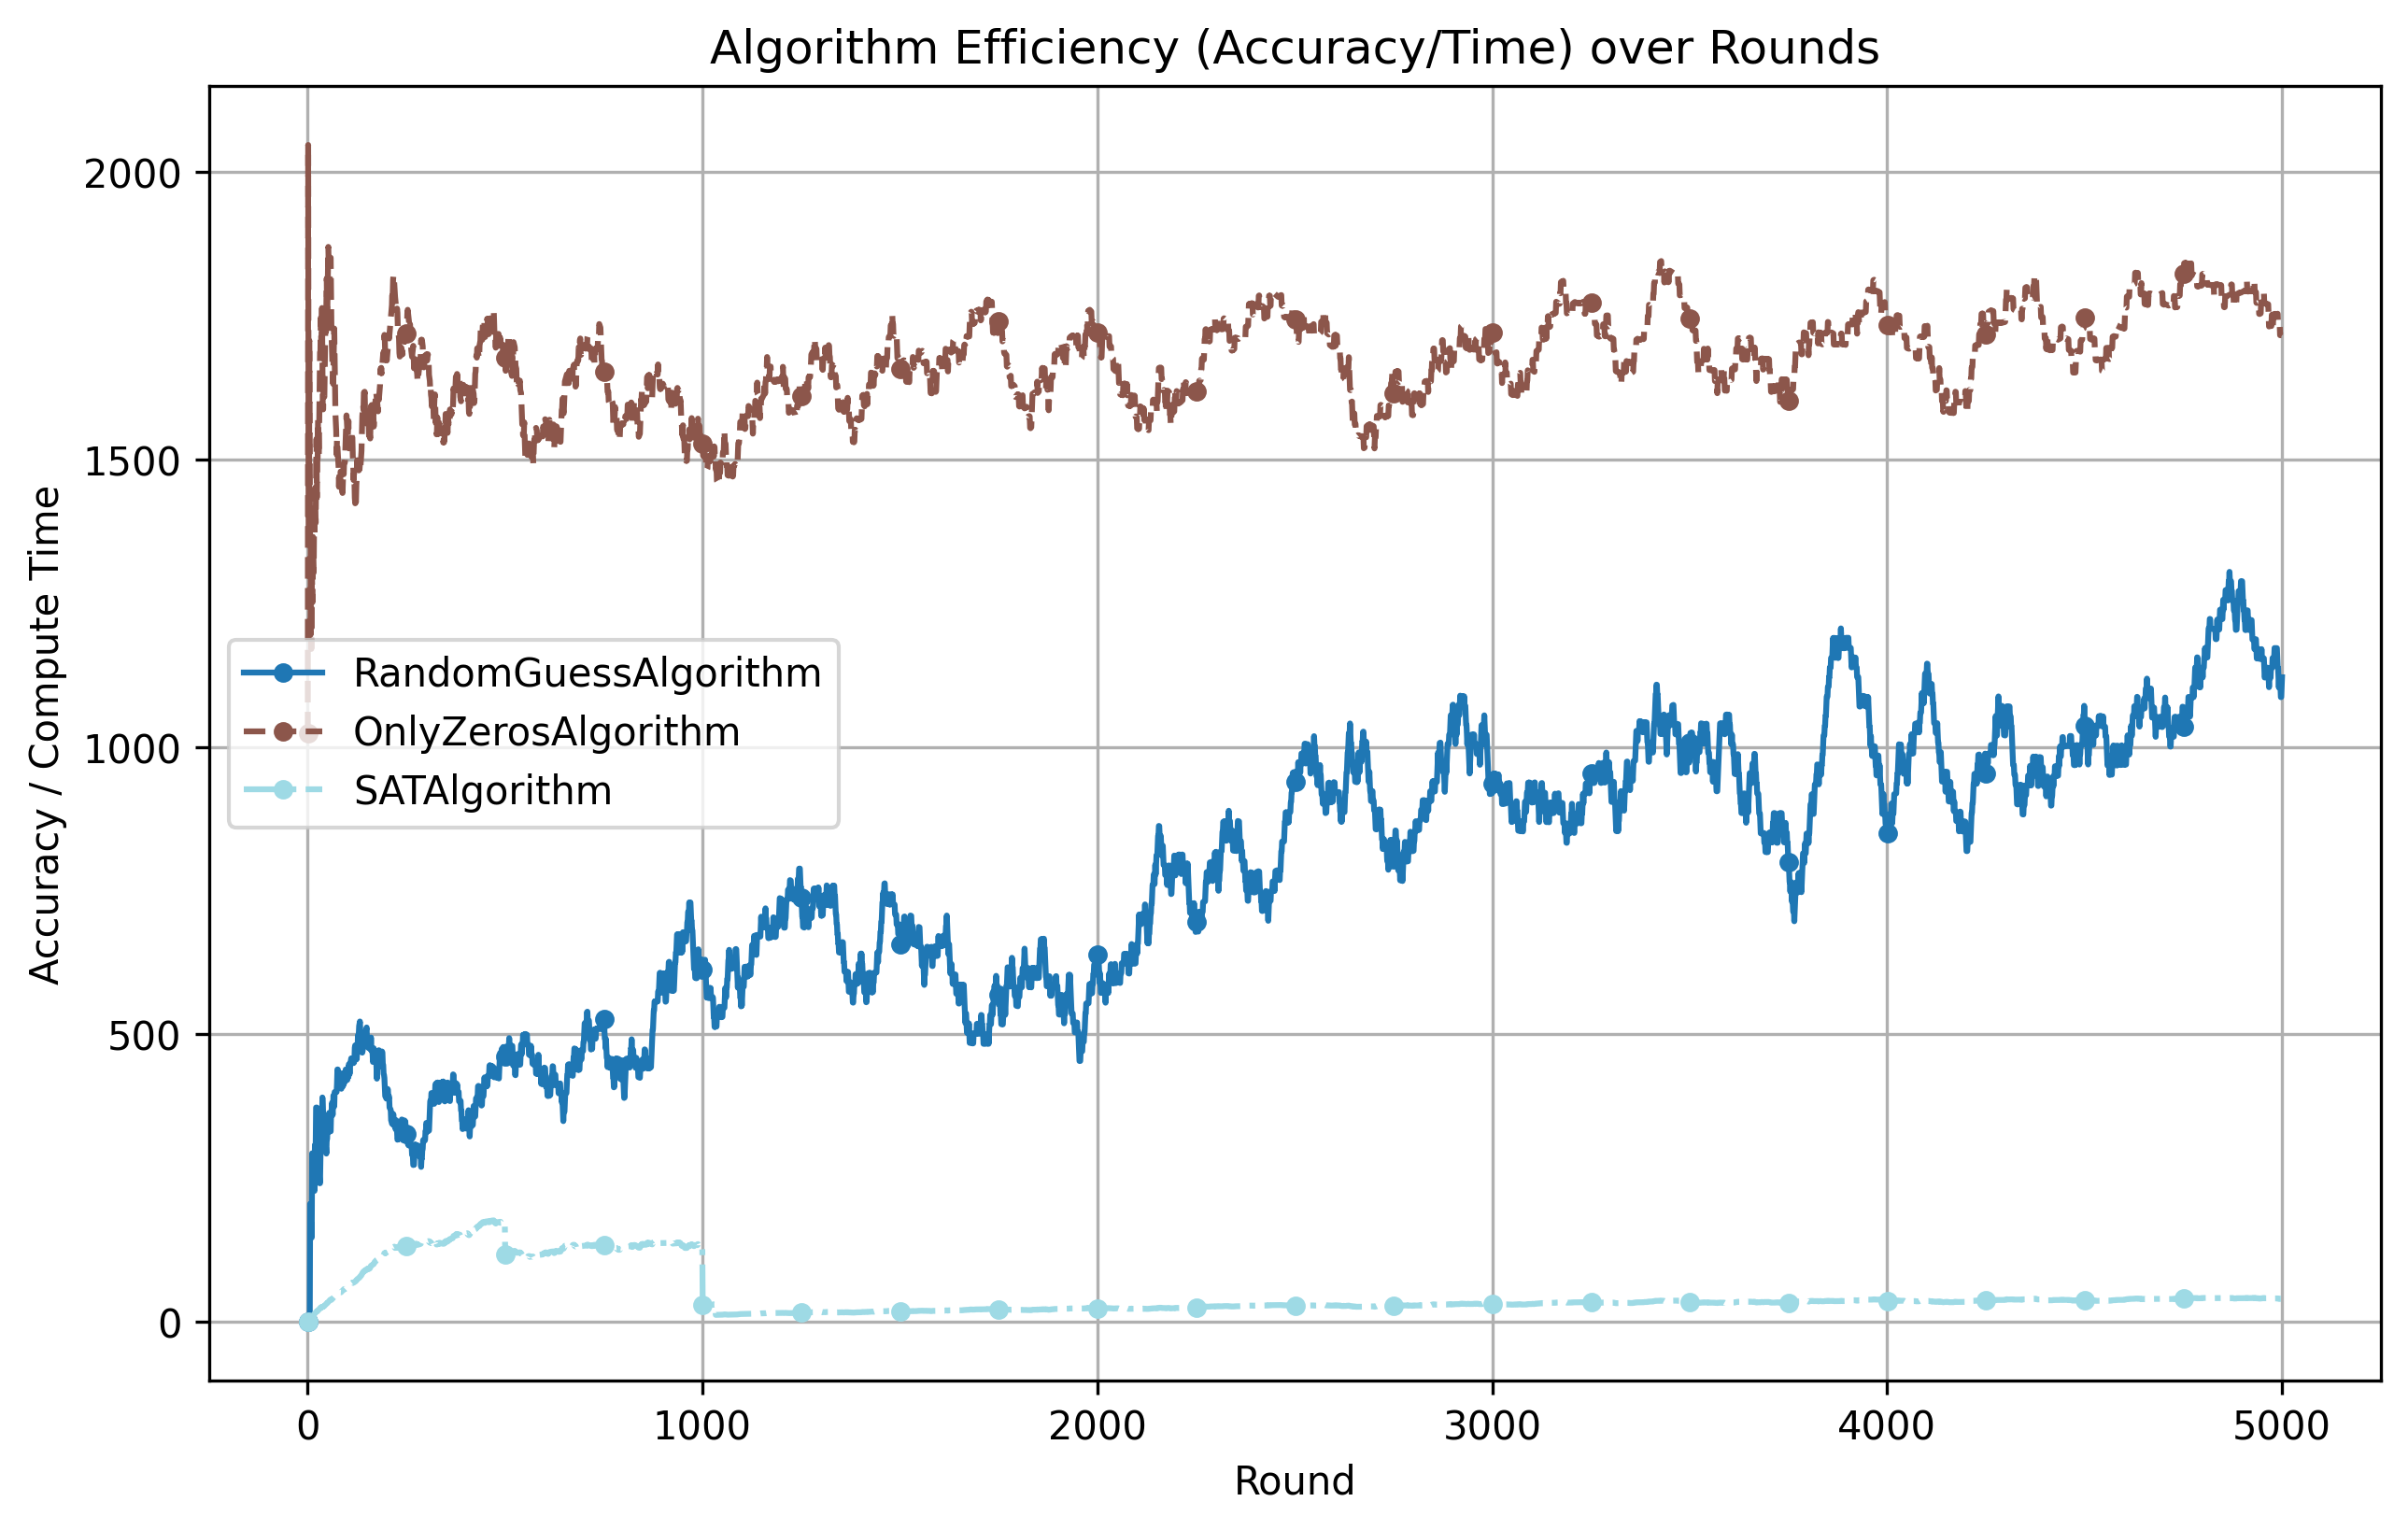 Algorithm Efficiency (Accuracy/Time) over Rounds
Accuracy / Compute Time
2000
1500
1000
500
0
RandomGuessAlgorithm
OnlyZerosAlgorithm
SATAlgorithm
0 1000 2000 3000 4000 5000
Round